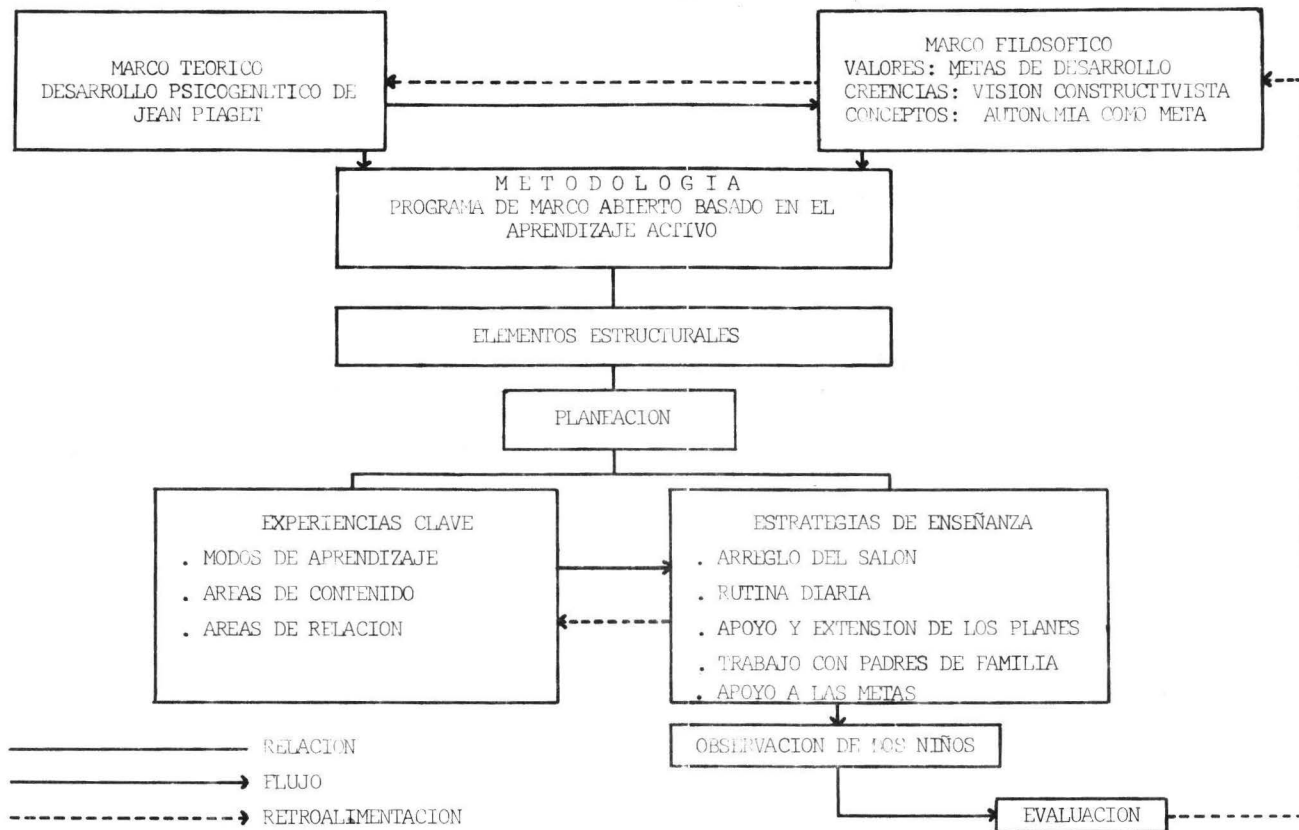 MARCO TEORICO
DESARROLLO PSICOGENETICO DE
JEAN PIAGET
MARCO FILOSOFICO
VALORES: METAS DE DESARROLLO
CREENCIAS: VISION CONSTRUCTIVISTA
CONCEPTOS: AUTONOMIA COMO META
M E T O D O L O G I A
PROGRAMA DE MARCO ABIERTO BASADO EN EL
APRENDIZAJE ACTIVO
ELEMENTOS ESTRUCTURALES
PLANEACION
EXPERIENCIAS CLAVE
. MODOS DE APRENDIZAJE
. AREAS DE CONTENIDO
. AREAS DE RELACION
ESTRATEGIAS DE ENSEÑANZA
. ARREGLO DEL SALON
. RUTINA DIARIA
. APOYO Y EXTENSION DE LOS PLANES
. TRABAJO CON PADRES DE FAMILIA
. APOYO A LAS METAS
OBSERVACION DE LOS NIÑOS
RELACION
FLUJO
RETROALIMENTACION
EVALUACION